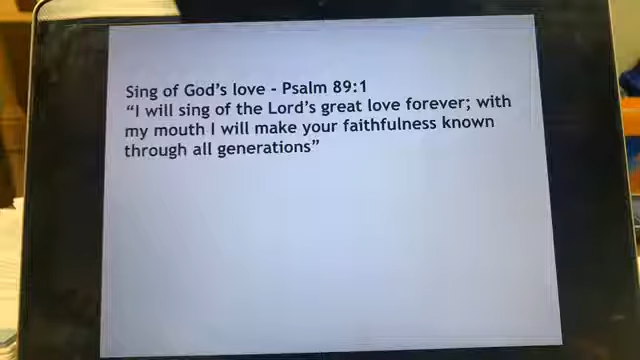 Sing of God's love - Psalm 89:1
“I will sing of the Lord's great love forever; with
my mouth I will make your faithfulness known
through all generations”